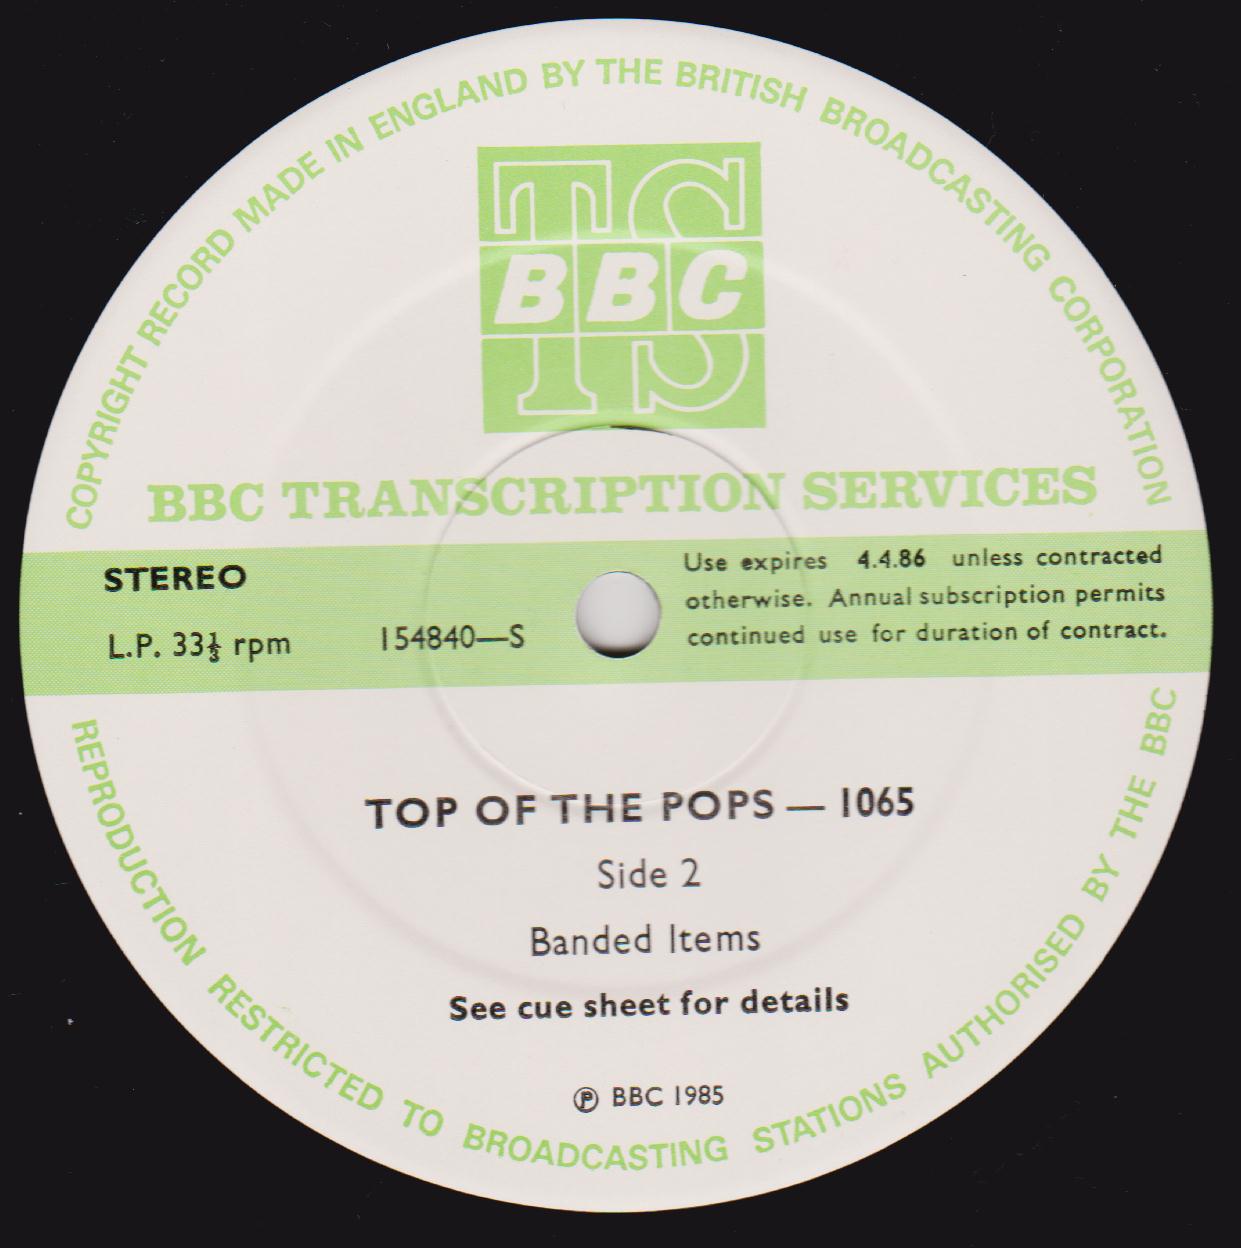 COPYRIGHT RECORD MADE IN ENGLAND BY THE BRITISH BROADCASTING CORPORATION
TS
BBC
BBC TRANSCRIPTION SERVICES
STEREO
L.P. 33⅓ rpm
154840—S
Use expires 4.4.86 unless contracted
otherwise. Annual subscription permits
continued use for duration of contract.
TOP OF THE POPS — 1065
Side 2
Banded Items
See cue sheet for details
℗ BBC 1985
REPRODUCTION RESTRICTED TO BROADCASTING STATIONS AUTHORISED BY THE BBC